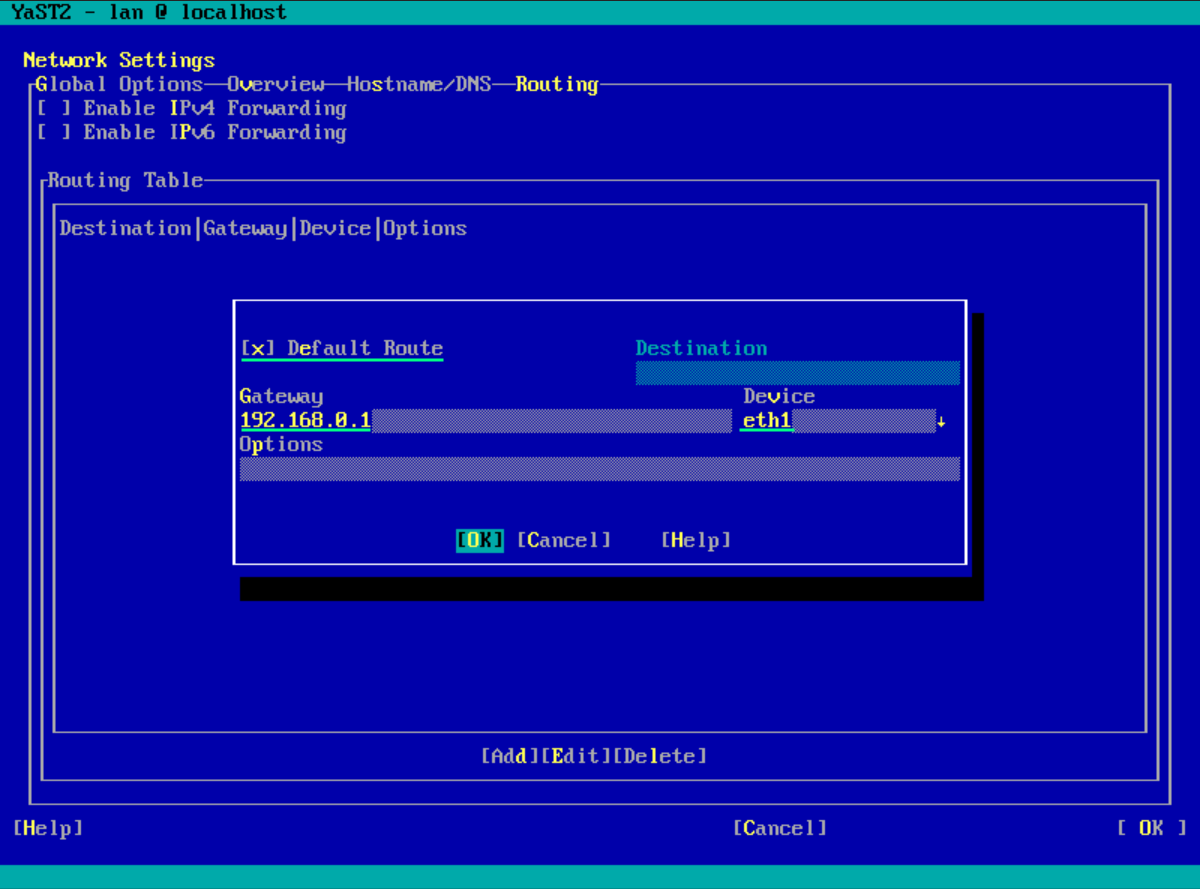 YaST2 - lan @ localhost
Network Settings
Global Options Overview Hostname/DNS Routing
[ ] Enable IPv4 Forwarding
[ ] Enable IPv6 Forwarding
Routing Table
Destination|Gateway|Device|Options
[x] Default Route Destination
Gateway Device
192.168.0.1 eth1 ↓
Options
[OK] [Cancel] [Help]
[Add][Edit][Delete]
[Help] [Cancel] [ OK ]